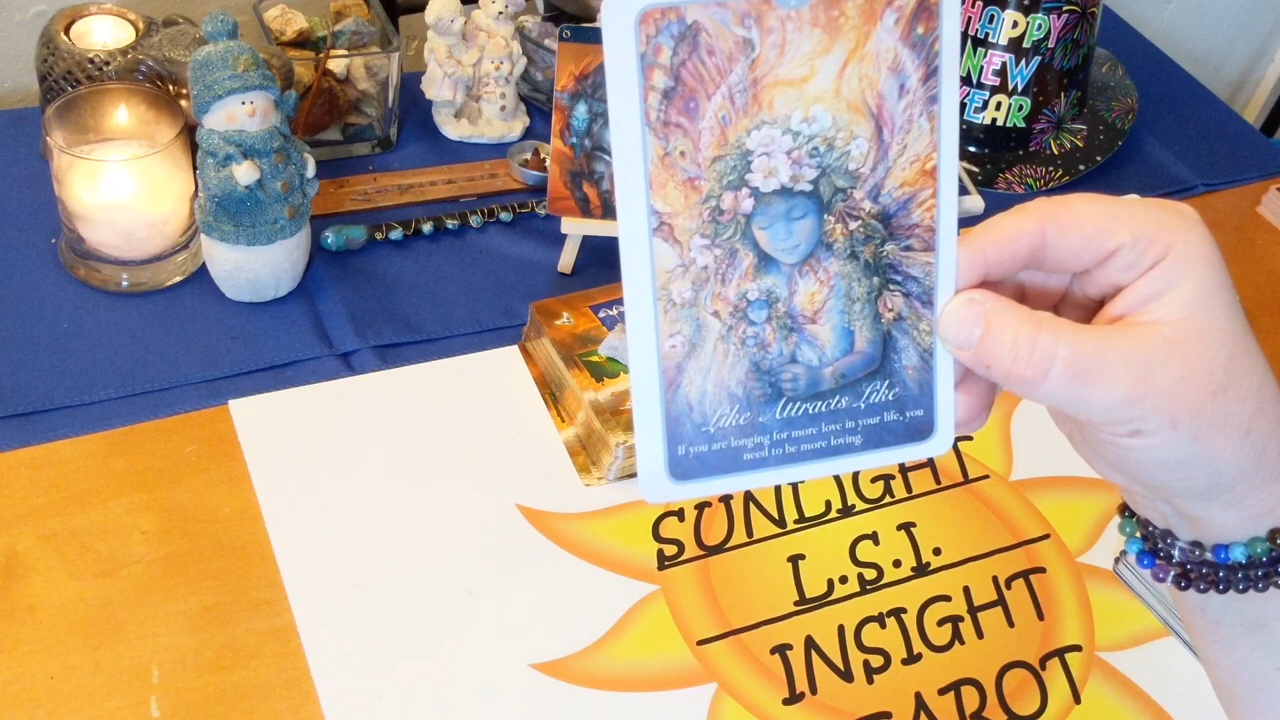 HAPPY
NEW
YEAR
Like Attracts Like
If you are longing for more love in your life, you
need to be more loving.
SUNLIGHT
L.S.I.
INSIGHT
TAROT